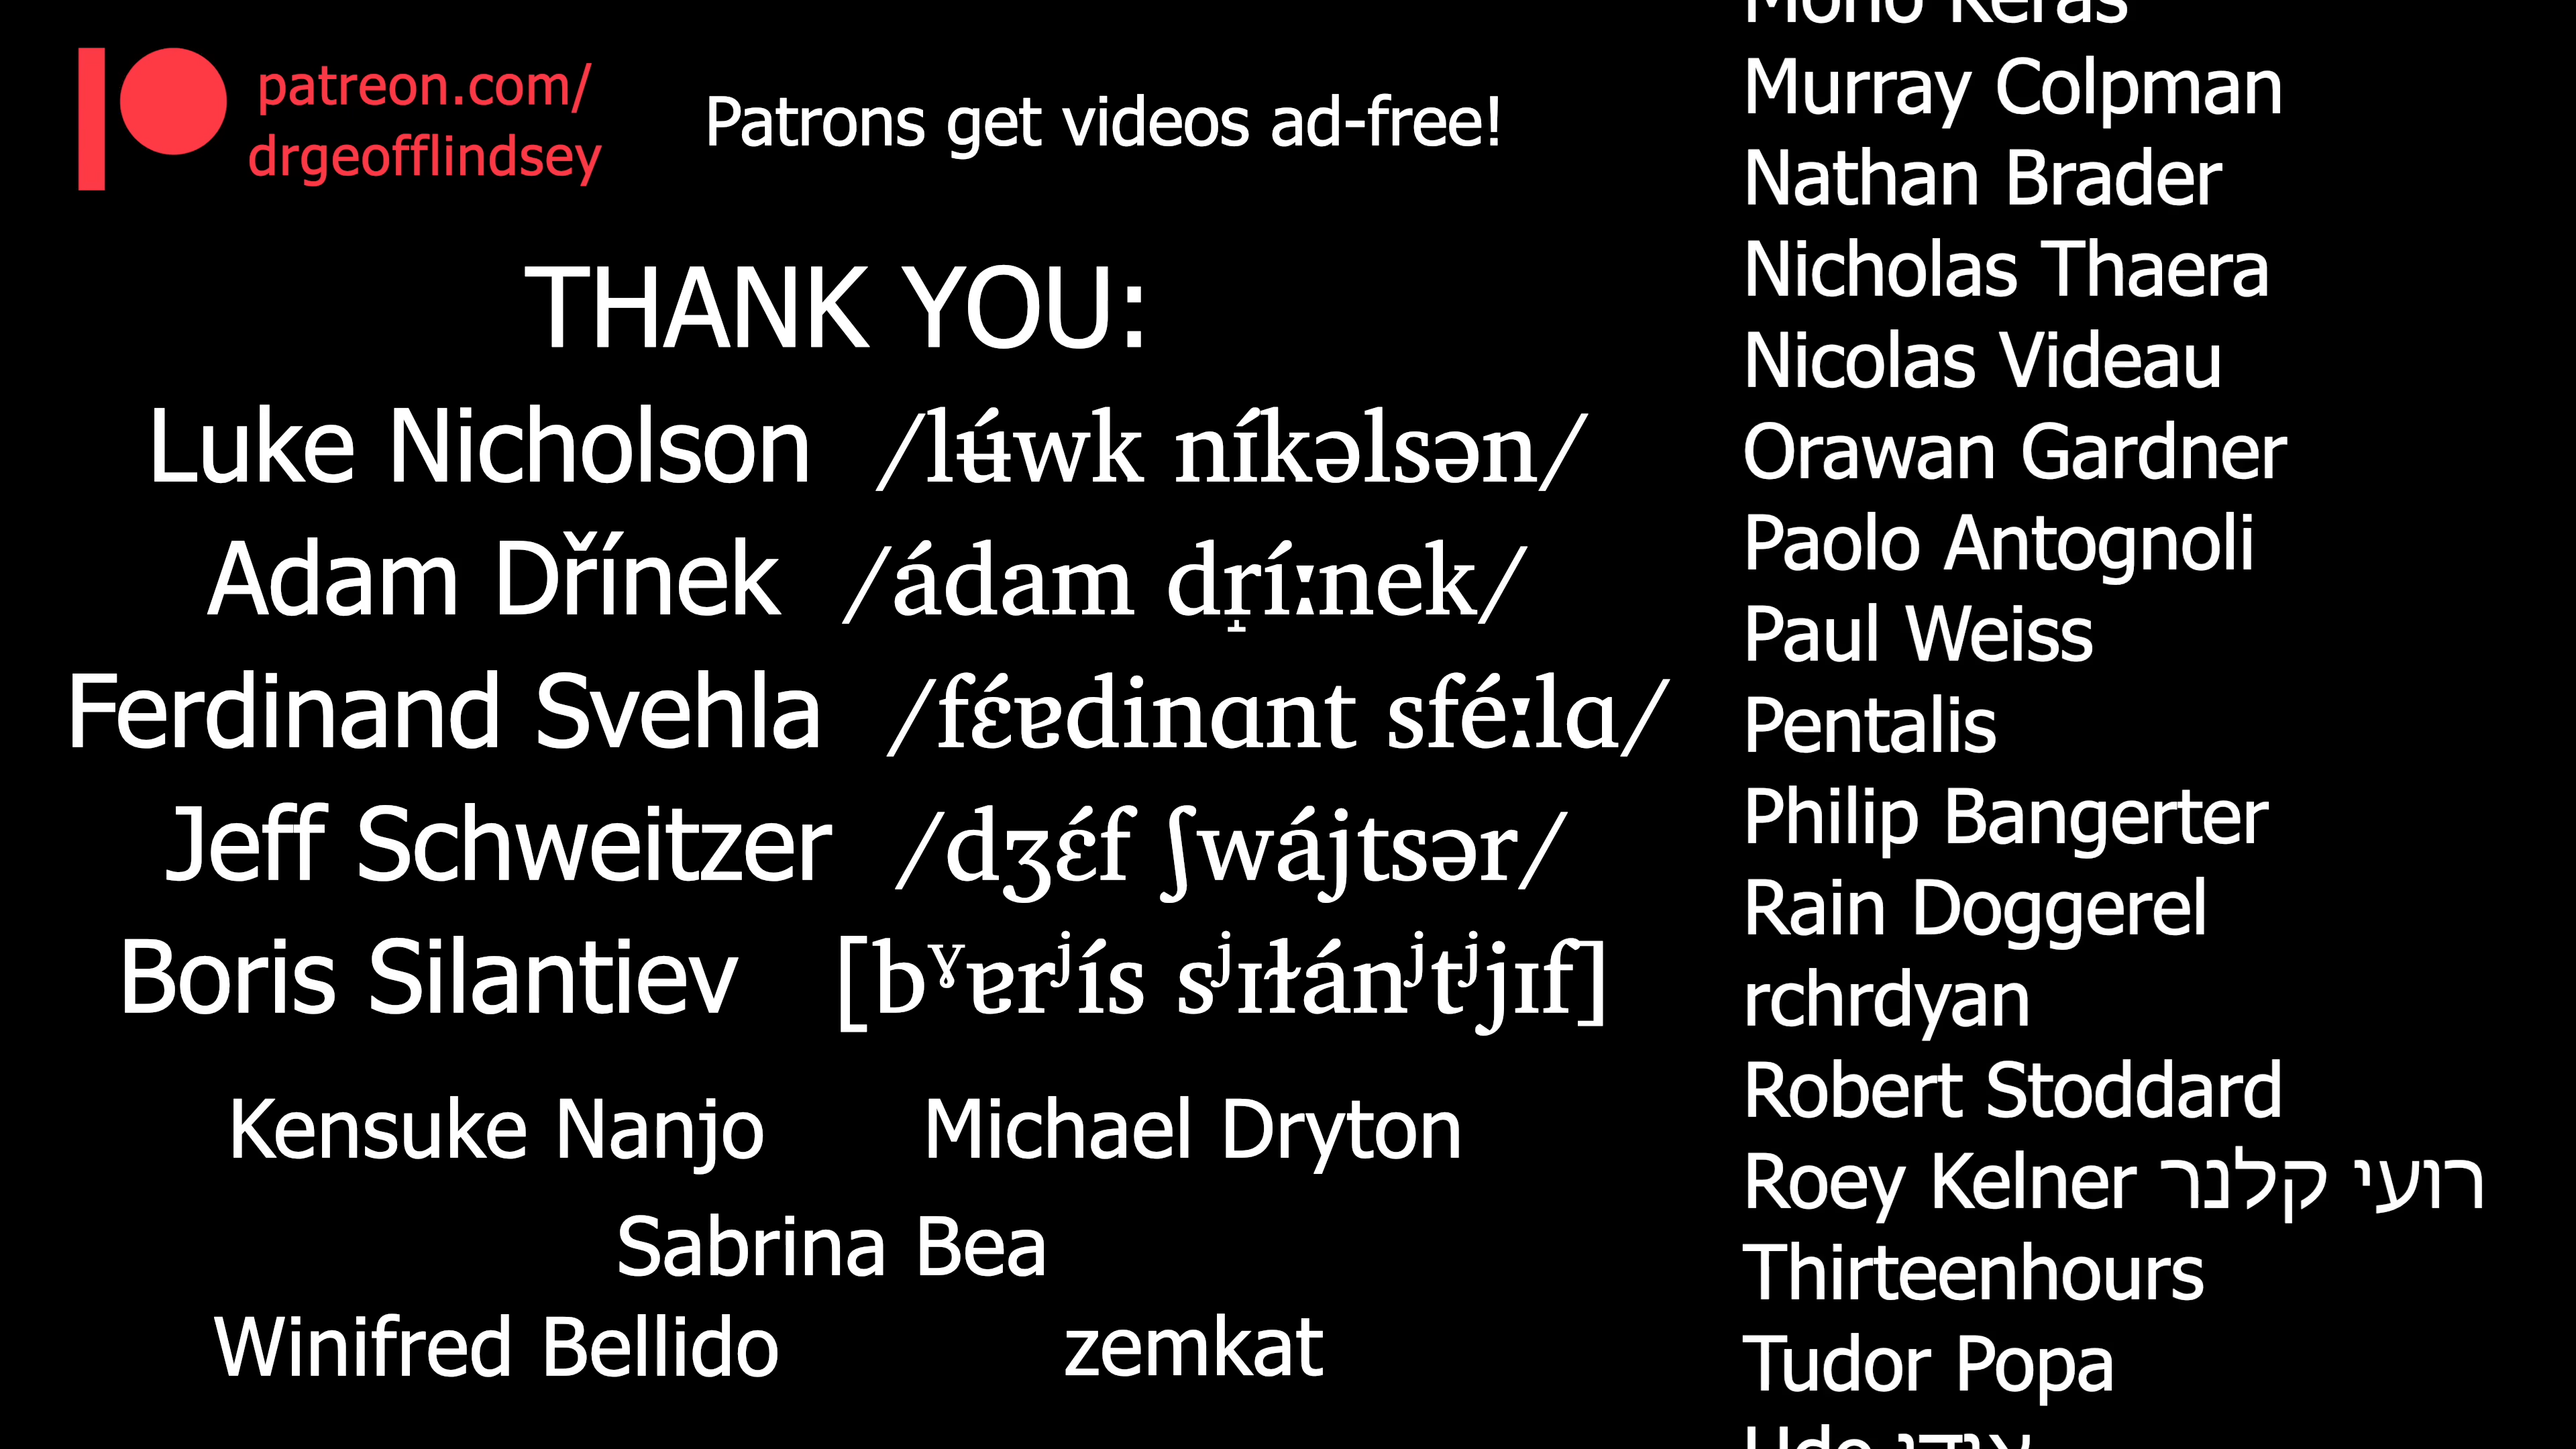 patreon.com/
drgeofflindsey
Patrons get videos ad-free!
THANK YOU:
Luke Nicholson /lʉ́wk níkəlsən/
Adam Dřínek /ádam dr̝íːnek/
Ferdinand Svehla /fɛ́ɐdinɑnt sféːlɑ/
Jeff Schweitzer /dʒɛ́f ʃwájtsər/
Boris Silantiev [bˠɐrʲís sʲɪɫánʲtʲjɪf]
Kensuke Nanjo Michael Dryton
Sabrina Bea
Winifred Bellido zemkat
Mono Keras
Murray Colpman
Nathan Brader
Nicholas Thaera
Nicolas Videau
Orawan Gardner
Paolo Antognoli
Paul Weiss
Pentalis
Philip Bangerter
Rain Doggerel
rchrdyan
Robert Stoddard
Roey Kelner רועי קלנר
Thirteenhours
Tudor Popa